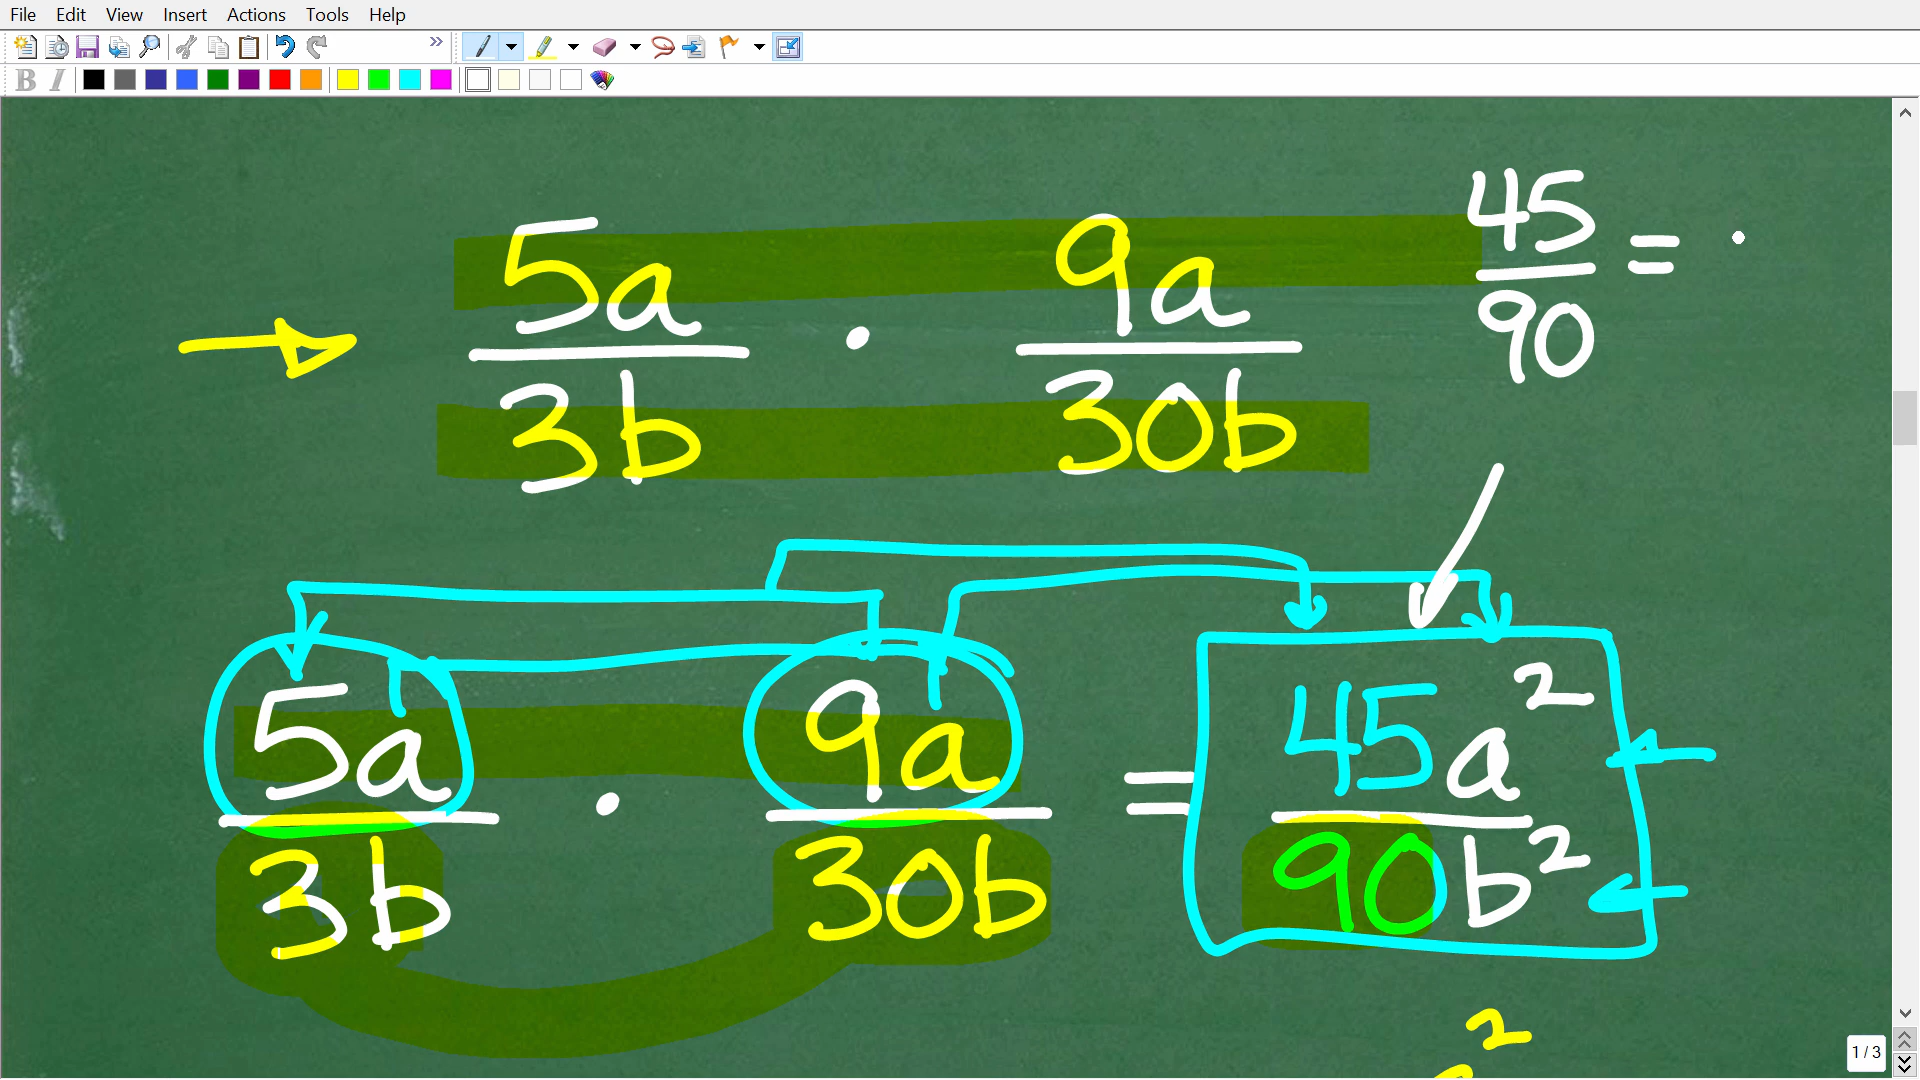 File Edit View Insert Actions Tools Help
B I
5a/3b · 9a/30b
45/90 =
5a/3b · 9a/30b = 45a²/90b²
2
1 / 3